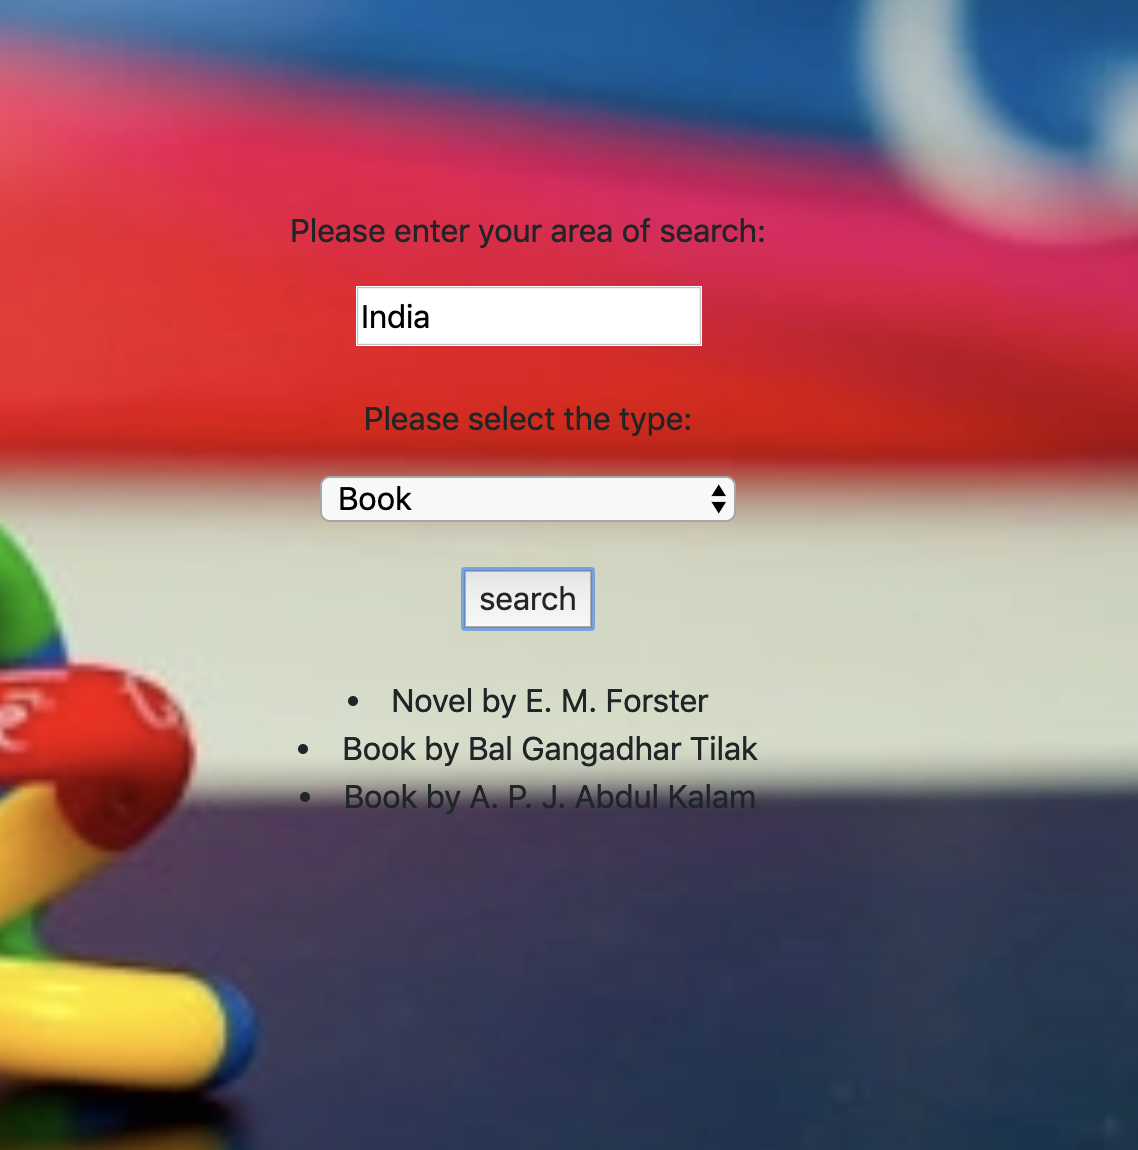 Please enter your area of search:
India
Please select the type:
Book
search
• Novel by E. M. Forster
• Book by Bal Gangadhar Tilak
• Book by A. P. J. Abdul Kalam